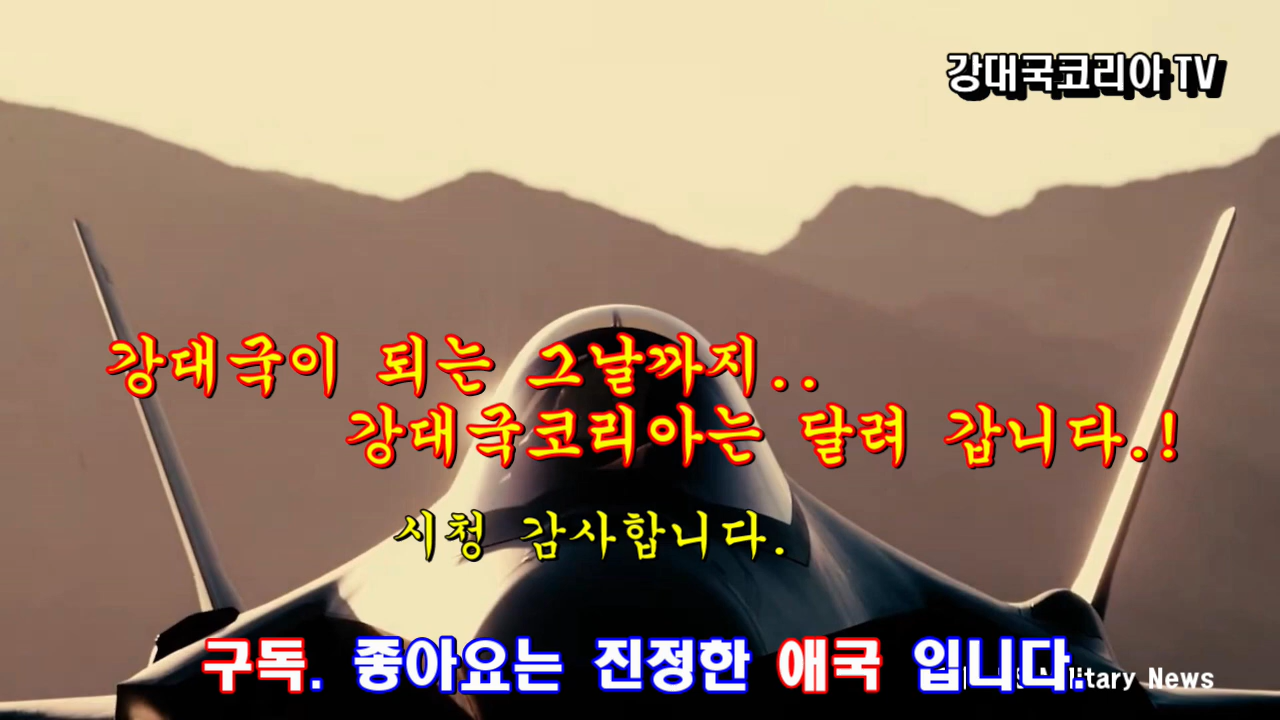 강대국코리아 TV
강대국이 되는 그날까지..
강대국코리아는 달려 갑니다.!
시청 감사합니다.
구독. 좋아요는 진정한 애국 입니다.
Military News